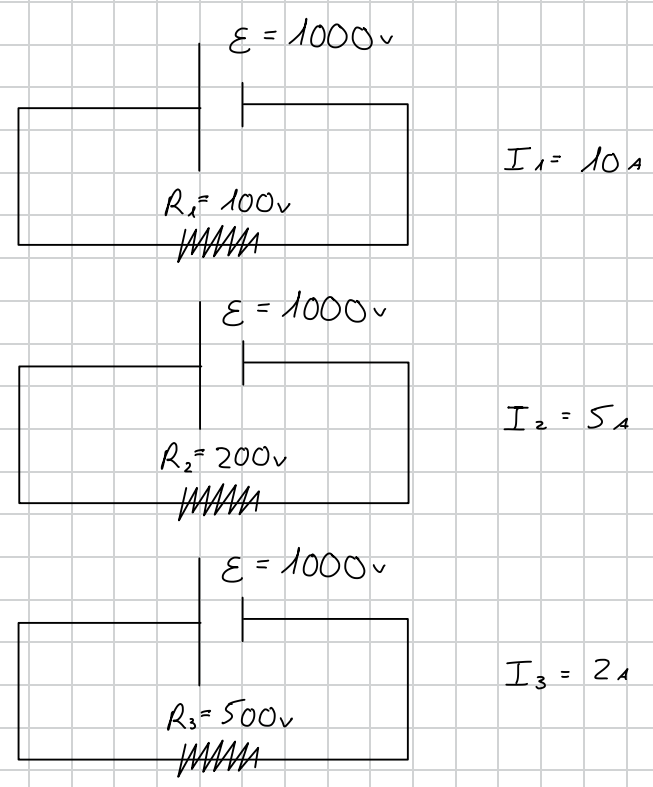 ε = 1000v
I₁ = 10A
R₁ = 100v
ε = 1000v
I₂ = 5A
R₂ = 200v
ε = 1000v
I₃ = 2A
R₃ = 500v